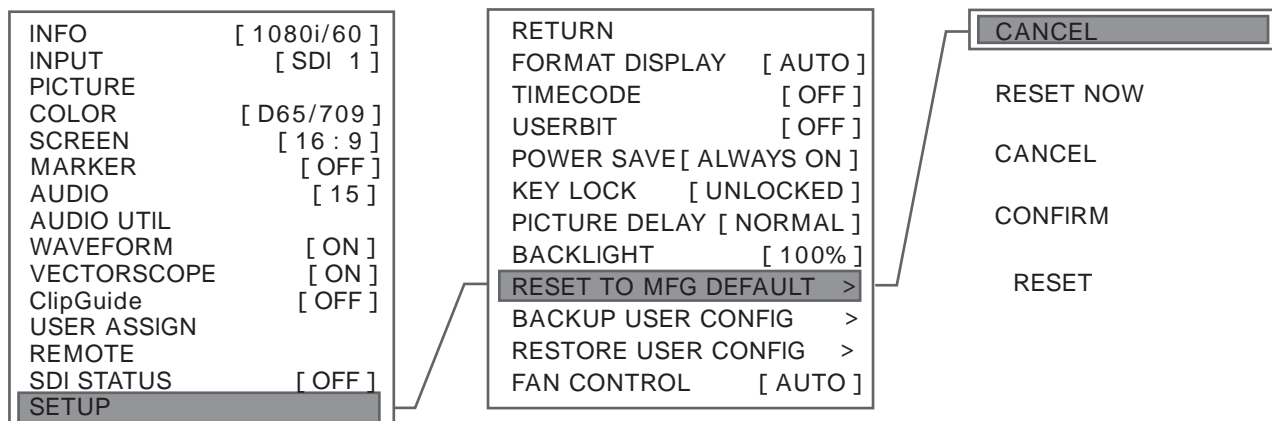 INFO [ 1080i/60 ]
INPUT [ SDI 1 ]
PICTURE
COLOR [ D65/709 ]
SCREEN [ 16 : 9 ]
MARKER [ OFF ]
AUDIO [ 15 ]
AUDIO UTIL
WAVEFORM [ ON ]
VECTORSCOPE [ ON ]
ClipGuide [ OFF ]
USER ASSIGN
REMOTE
SDI STATUS [ OFF ]
SETUP
RETURN
FORMAT DISPLAY [ AUTO ]
TIMECODE [ OFF ]
USERBIT [ OFF ]
POWER SAVE [ ALWAYS ON ]
KEY LOCK [ UNLOCKED ]
PICTURE DELAY [ NORMAL ]
BACKLIGHT [ 100% ]
RESET TO MFG DEFAULT >
BACKUP USER CONFIG >
RESTORE USER CONFIG >
FAN CONTROL [ AUTO ]
CANCEL
RESET NOW
CANCEL
CONFIRM
RESET